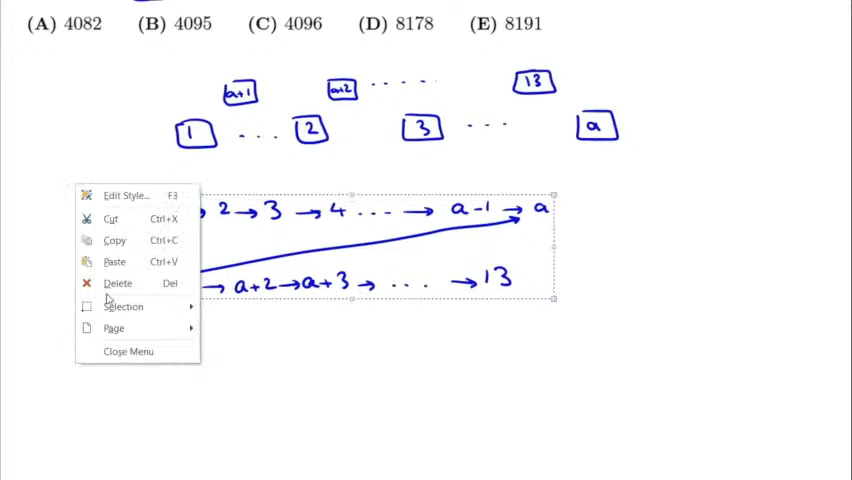 (A) 4082 (B) 4095 (C) 4096 (D) 8178 (E) 8191
a+1 a+2 ...... 13
1 ... 2 3 ... a
Edit Style... F3
Cut Ctrl+X
Copy Ctrl+C
Paste Ctrl+V
Delete Del
Selection
Page
Close Menu
→ 2 → 3 → 4 ... → a-1 → a
→ a+2 → a+3 → .... → 13